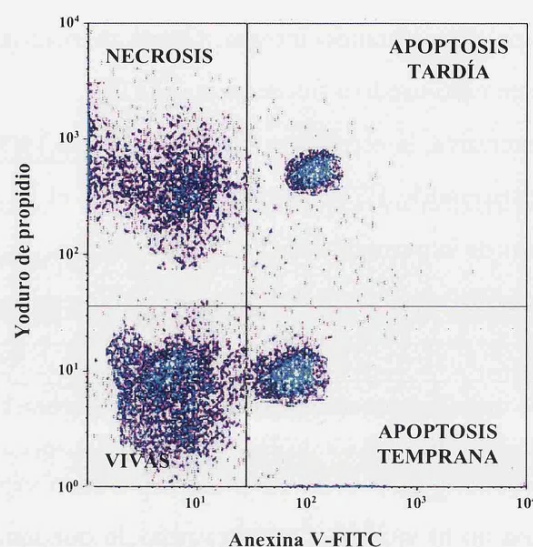 10⁴
NECROSIS
APOPTOSIS
TARDÍA
10³
Yoduro de propidio
10²
10¹
VIVAS
APOPTOSIS
TEMPRANA
10⁰
10¹
10²
10³
Anexina V-FITC